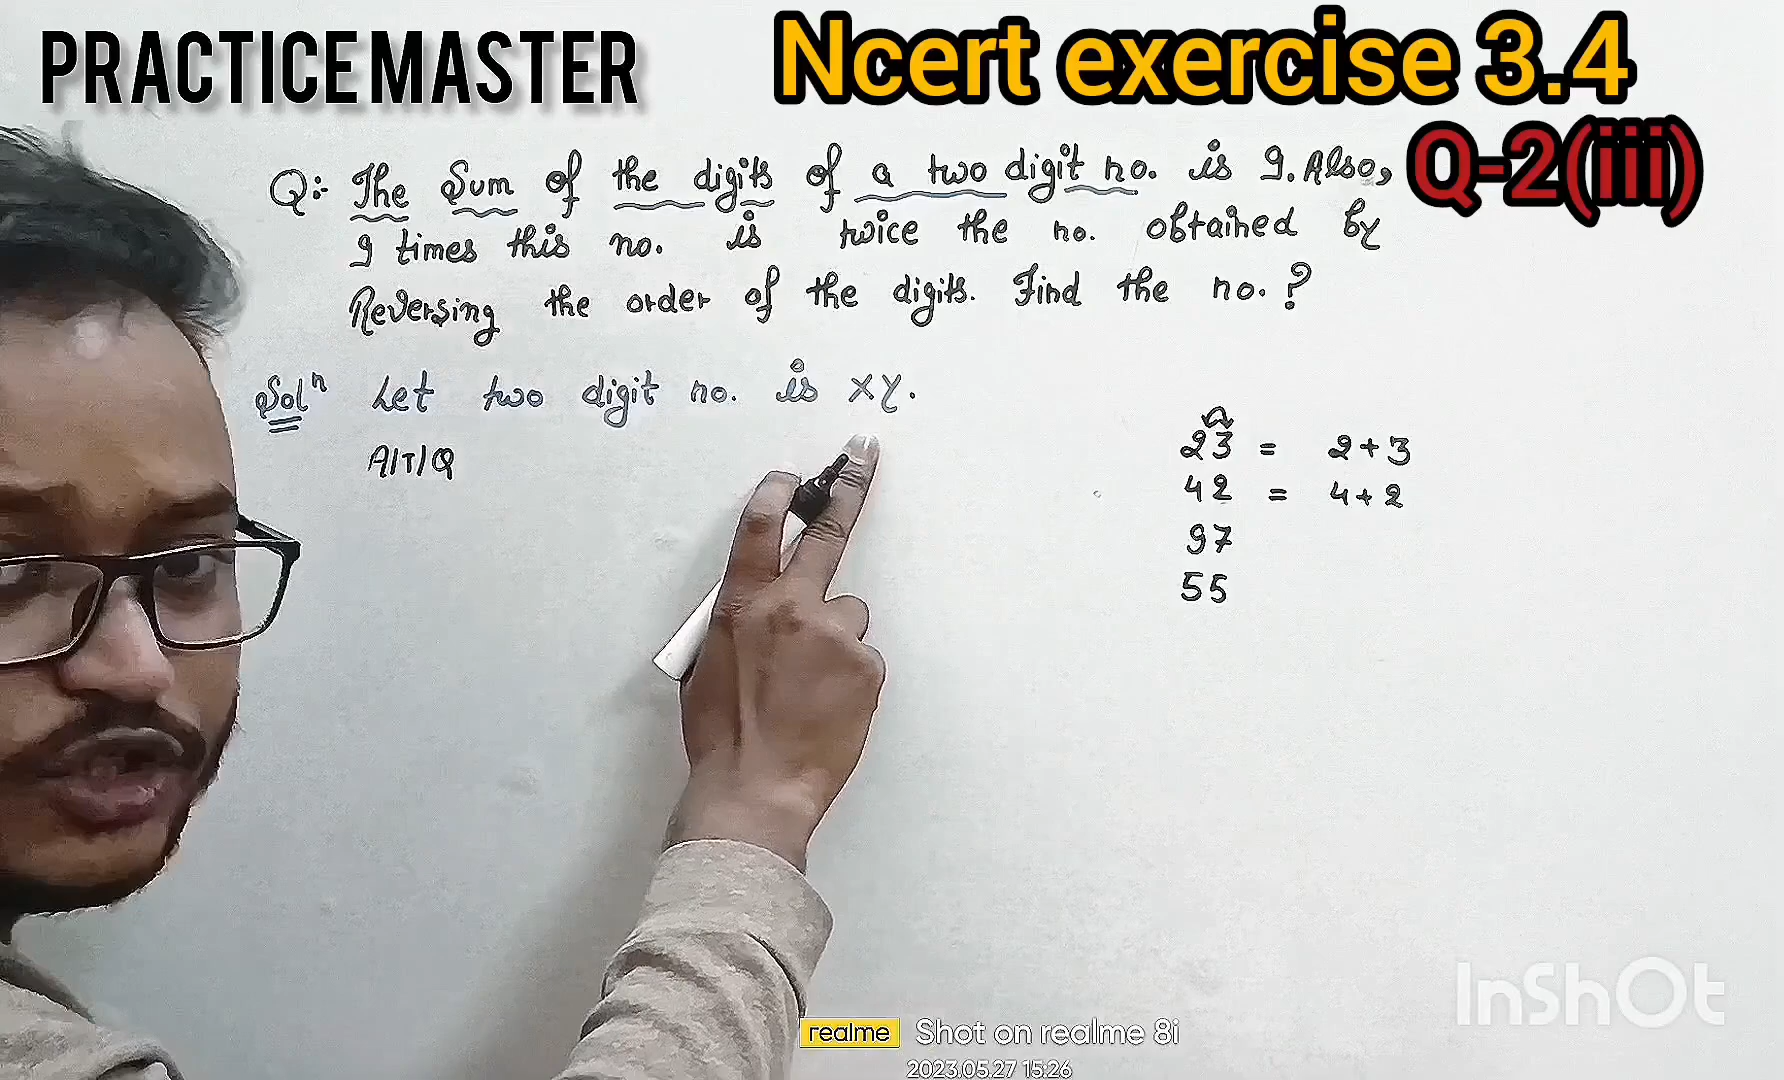 PRACTICE MASTER
Ncert exercise 3.4
Q-2(iii)
Q:- The Sum of the digits of a two digit no. is 9. Also,
9 times this no. is twice the no. obtained by
Reversing the order of the digits. Find the no.?
Solⁿ Let two digit no. is XY.
A/T/Q
23 = 2+3
42 = 4+2
97
55
InShOt
realme Shot on realme 8i
2023.05.27 15:26